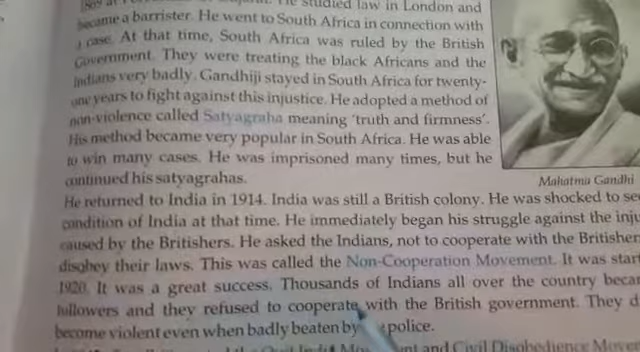 He studied law in London and
became a barrister. He went to South Africa in connection with
a case. At that time, South Africa was ruled by the British
Government. They were treating the black Africans and the
Indians very badly. Gandhiji stayed in South Africa for twenty-
one years to fight against this injustice. He adopted a method of
non-violence called Satyagraha meaning 'truth and firmness'.
His method became very popular in South Africa. He was able
to win many cases. He was imprisoned many times, but he
continued his satyagrahas.
Mahatma Gandhi
He returned to India in 1914. India was still a British colony. He was shocked to see
condition of India at that time. He immediately began his struggle against the inju
caused by the Britishers. He asked the Indians, not to cooperate with the Britisher
disobey their laws. This was called the Non-Cooperation Movement. It was start
1920. It was a great success. Thousands of Indians all over the country becam
followers and they refused to cooperate with the British government. They d
become violent even when badly beaten by police.
and Civil Disobedience Movem